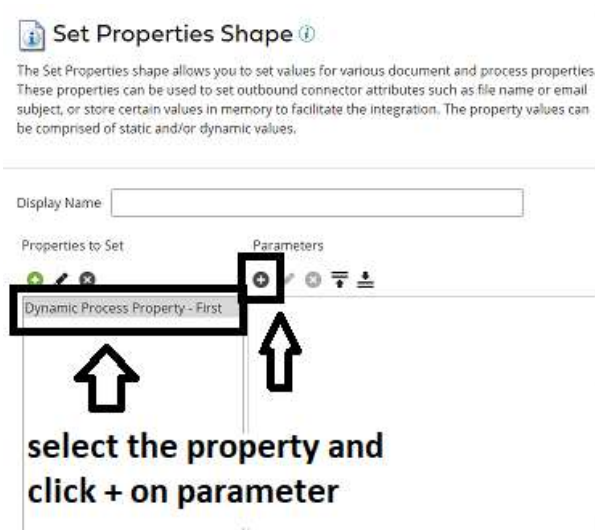 Set Properties Shape
The Set Properties shape allows you to set values for various document and process properties
These properties can be used to set outbound connector attributes such as file name or email
subject, or store certain values in memory to facilitate the integration. The property values can
be comprised of static and/or dynamic values.
Display Name
Properties to Set
Parameters
Dynamic Process Property - First
select the property and
click + on parameter